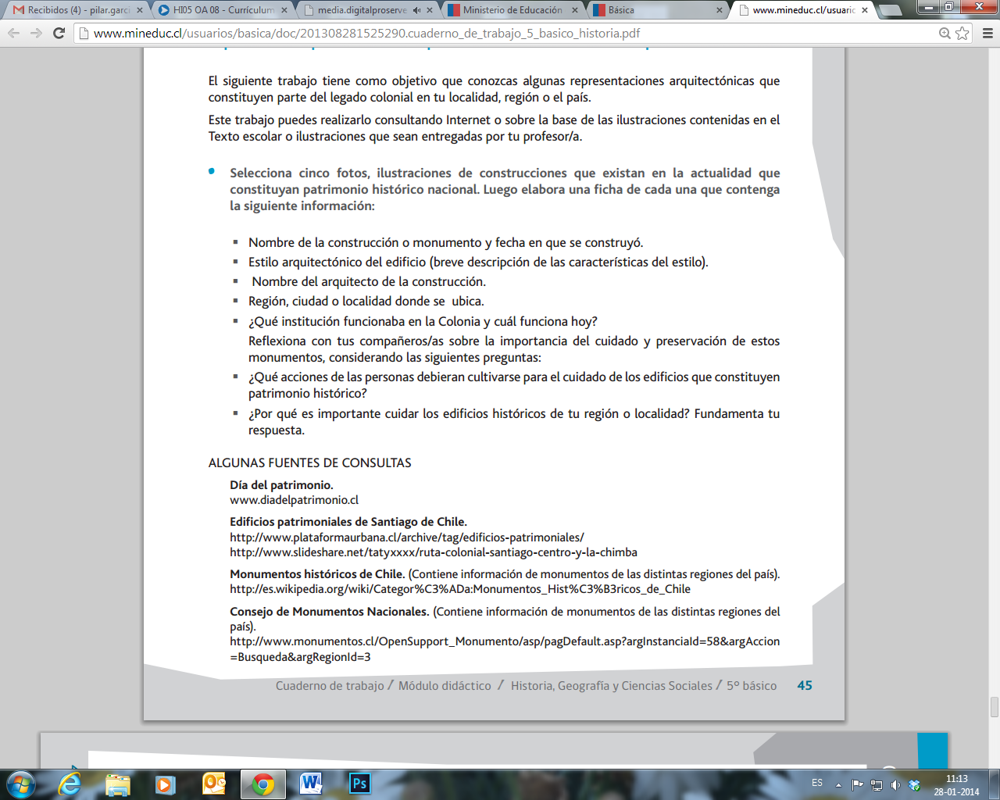 Recibidos (4) - pilar.garci
HI05 OA 08 - Currículum
media.digitalproserve
Ministerio de Educación
Básica
www.mineduc.cl/usuario
www.mineduc.cl/usuarios/basica/doc/201308281525290.cuaderno_de_trabajo_5_basico_historia.pdf
El siguiente trabajo tiene como objetivo que conozcas algunas representaciones arquitectónicas que
constituyen parte del legado colonial en tu localidad, región o el país.
Este trabajo puedes realizarlo consultando Internet o sobre la base de las ilustraciones contenidas en el
Texto escolar o ilustraciones que sean entregadas por tu profesor/a.
• Selecciona cinco fotos, ilustraciones de construcciones que existan en la actualidad que
constituyan patrimonio histórico nacional. Luego elabora una ficha de cada una que contenga
la siguiente información:
▪ Nombre de la construcción o monumento y fecha en que se construyó.
▪ Estilo arquitectónico del edificio (breve descripción de las características del estilo).
▪ Nombre del arquitecto de la construcción.
▪ Región, ciudad o localidad donde se ubica.
▪ ¿Qué institución funcionaba en la Colonia y cuál funciona hoy?
Reflexiona con tus compañeros/as sobre la importancia del cuidado y preservación de estos
monumentos, considerando las siguientes preguntas:
▪ ¿Qué acciones de las personas debieran cultivarse para el cuidado de los edificios que constituyen
patrimonio histórico?
▪ ¿Por qué es importante cuidar los edificios históricos de tu región o localidad? Fundamenta tu
respuesta.
ALGUNAS FUENTES DE CONSULTAS
Día del patrimonio.
www.diadelpatrimonio.cl
Edificios patrimoniales de Santiago de Chile.
http://www.plataformaurbana.cl/archive/tag/edificios-patrimoniales/
http://www.slideshare.net/tatyxxxx/ruta-colonial-santiago-centro-y-la-chimba
Monumentos históricos de Chile. (Contiene información de monumentos de las distintas regiones del país).
http://es.wikipedia.org/wiki/Categor%C3%ADa:Monumentos_Hist%C3%B3ricos_de_Chile
Consejo de Monumentos Nacionales. (Contiene información de monumentos de las distintas regiones del
país).
http://www.monumentos.cl/OpenSupport_Monumento/asp/pagDefault.asp?argInstanciaId=58&argAccion
=Busqueda&argRegionId=3
Cuaderno de trabajo / Módulo didáctico / Historia, Geografía y Ciencias Sociales / 5º básico 45
Ps
ES
11:13
28-01-2014